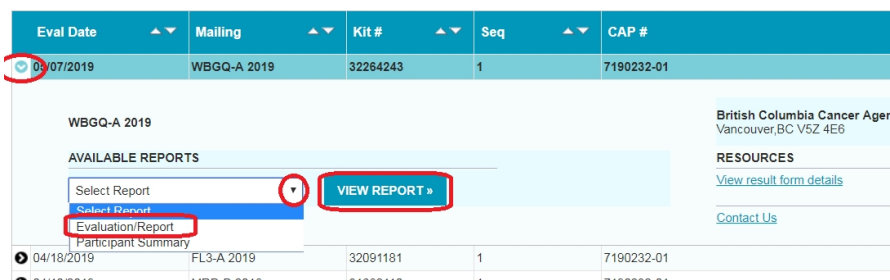 Eval Date Mailing Kit # Seq CAP #
05/07/2019 WBGQ-A 2019 32264243 1 7190232-01
WBGQ-A 2019
British Columbia Cancer Agen
Vancouver,BC V5Z 4E6
AVAILABLE REPORTS
RESOURCES
Select Report
VIEW REPORT »
View result form details
Select Report
Evaluation/Report
Contact Us
Participant Summary
04/18/2019 FL3-A 2019 32091181 1 7190232-01